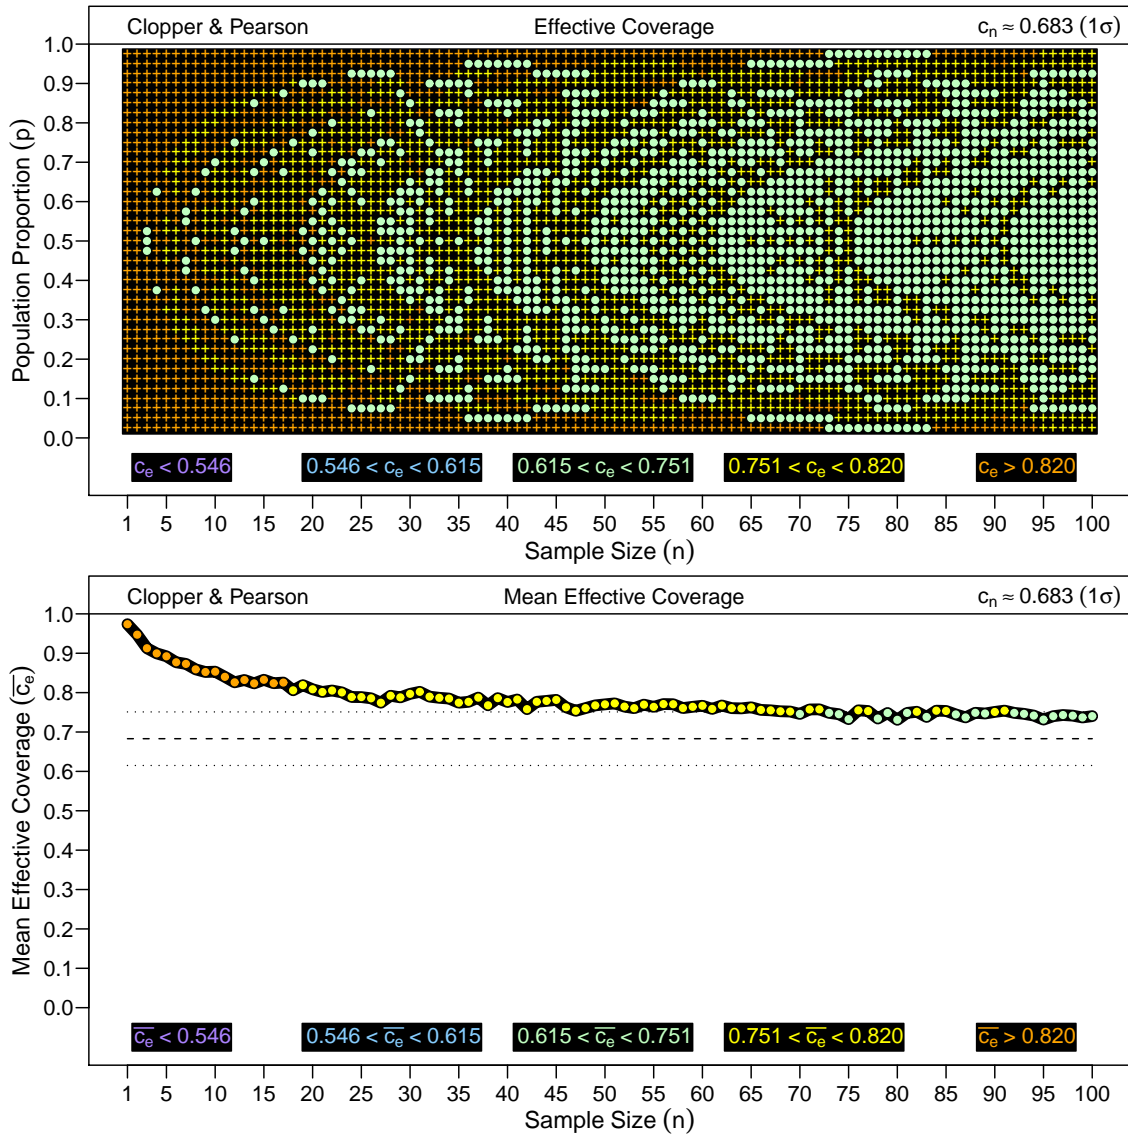 Clopper & Pearson Effective Coverage cₙ ≈ 0.683 (1σ)
1.0
0.9
0.8
0.7
0.6
0.5
0.4
0.3
0.2
0.1
0.0
Population Proportion (p)
cₑ < 0.546 0.546 < cₑ < 0.615 0.615 < cₑ < 0.751 0.751 < cₑ < 0.820 cₑ > 0.820
1 5 10 15 20 25 30 35 40 45 50 55 60 65 70 75 80 85 90 95 100
Sample Size (n)
Clopper & Pearson Mean Effective Coverage cₙ ≈ 0.683 (1σ)
1.0
0.9
0.8
0.7
0.6
0.5
0.4
0.3
0.2
0.1
0.0
Mean Effective Coverage (c̅ₑ)
c̅ₑ < 0.546 0.546 < c̅ₑ < 0.615 0.615 < c̅ₑ < 0.751 0.751 < c̅ₑ < 0.820 c̅ₑ > 0.820
1 5 10 15 20 25 30 35 40 45 50 55 60 65 70 75 80 85 90 95 100
Sample Size (n)